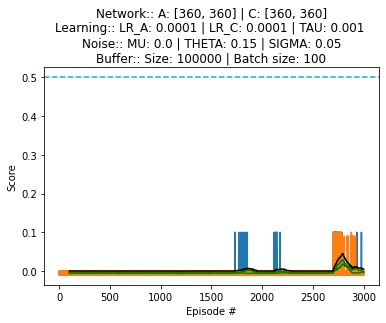 Network:: A: [360, 360] | C: [360, 360]
Learning:: LR_A: 0.0001 | LR_C: 0.0001 | TAU: 0.001
Noise:: MU: 0.0 | THETA: 0.15 | SIGMA: 0.05
Buffer:: Size: 100000 | Batch size: 100
0.5
0.4
0.3
0.2
0.1
0.0
Score
0 500 1000 1500 2000 2500 3000
Episode #